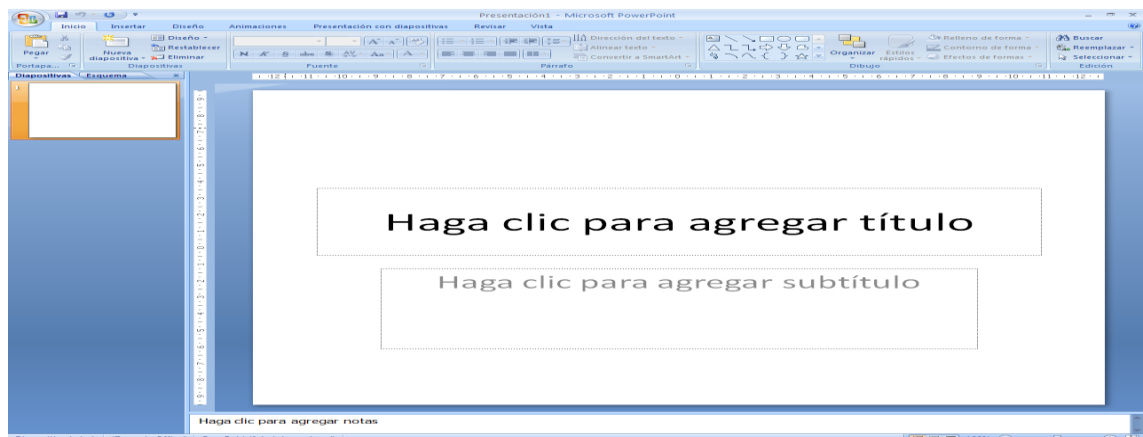 Presentación1 - Microsoft PowerPoint
Inicio Insertar Diseño Animaciones Presentación con diapositivas Revisar Vista
Pegar
Nueva diapositiva
Diseño
Restablecer
Eliminar
Dirección del texto
Alinear texto
Convertir a SmartArt
Organizar
Estilos rápidos
Relleno de forma
Contorno de forma
Efectos de formas
Buscar
Reemplazar
Seleccionar
Portapa... Diapositivas Fuente Párrafo Dibujo Edición
Diapositivas Esquema
1
Haga clic para agregar título
Haga clic para agregar subtítulo
Haga clic para agregar notas